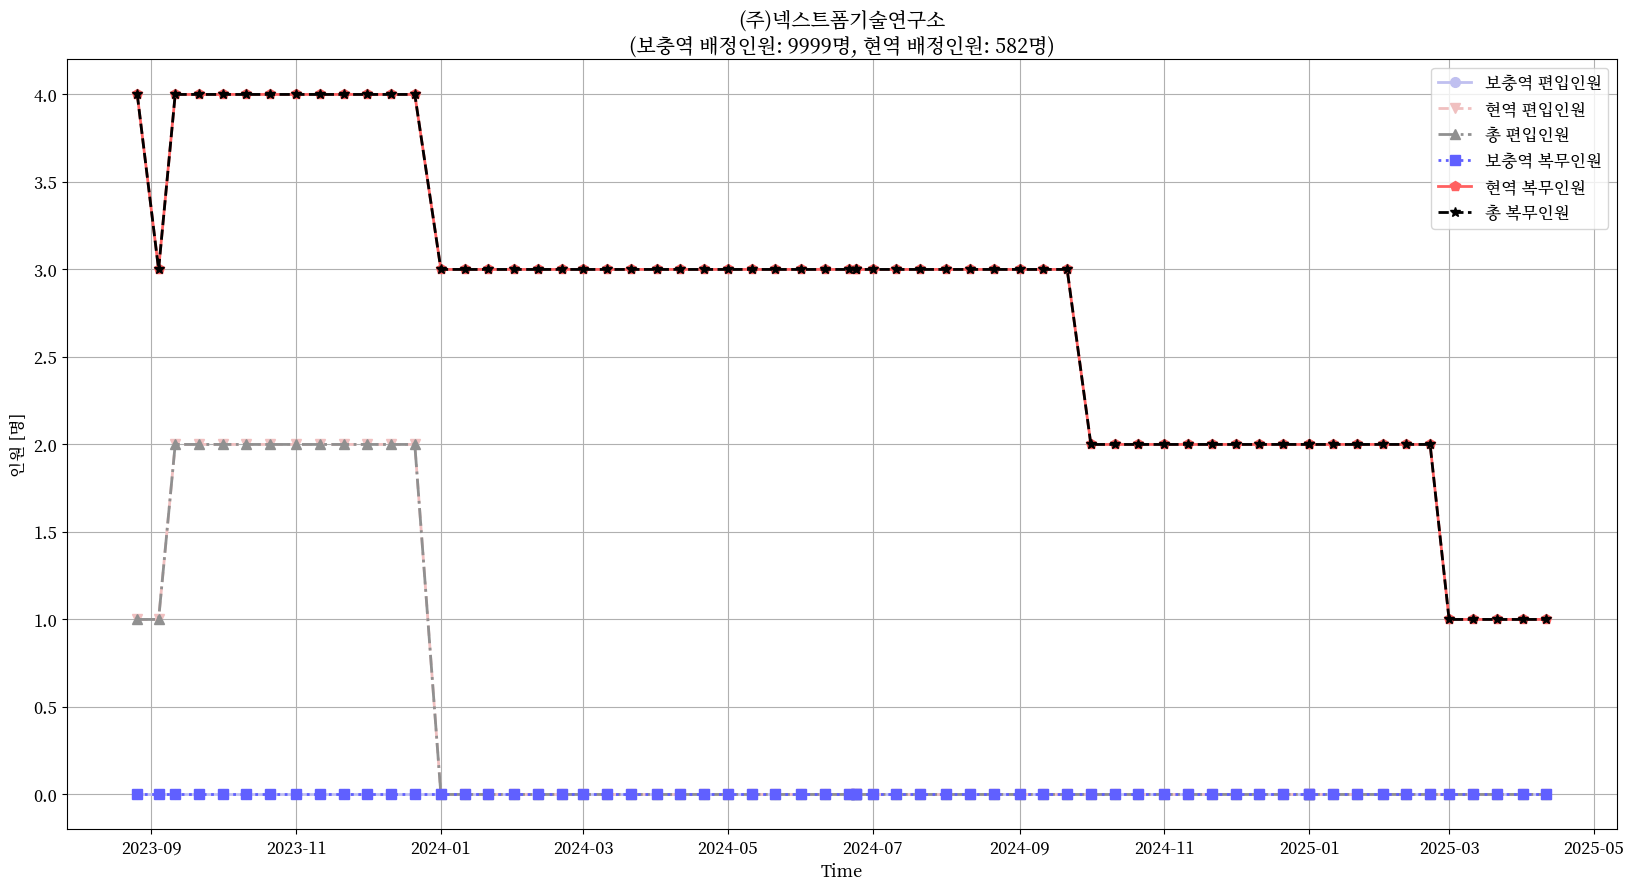 (주)넥스트폼기술연구소
(보충역 배정인원: 9999명, 현역 배정인원: 582명)
보충역 편입인원
현역 편입인원
총 편입인원
보충역 복무인원
현역 복무인원
총 복무인원
인원 [명]
4.0
3.5
3.0
2.5
2.0
1.5
1.0
0.5
0.0
2023-09
2023-11
2024-01
2024-03
2024-05
2024-07
2024-09
2024-11
2025-01
2025-03
2025-05
Time